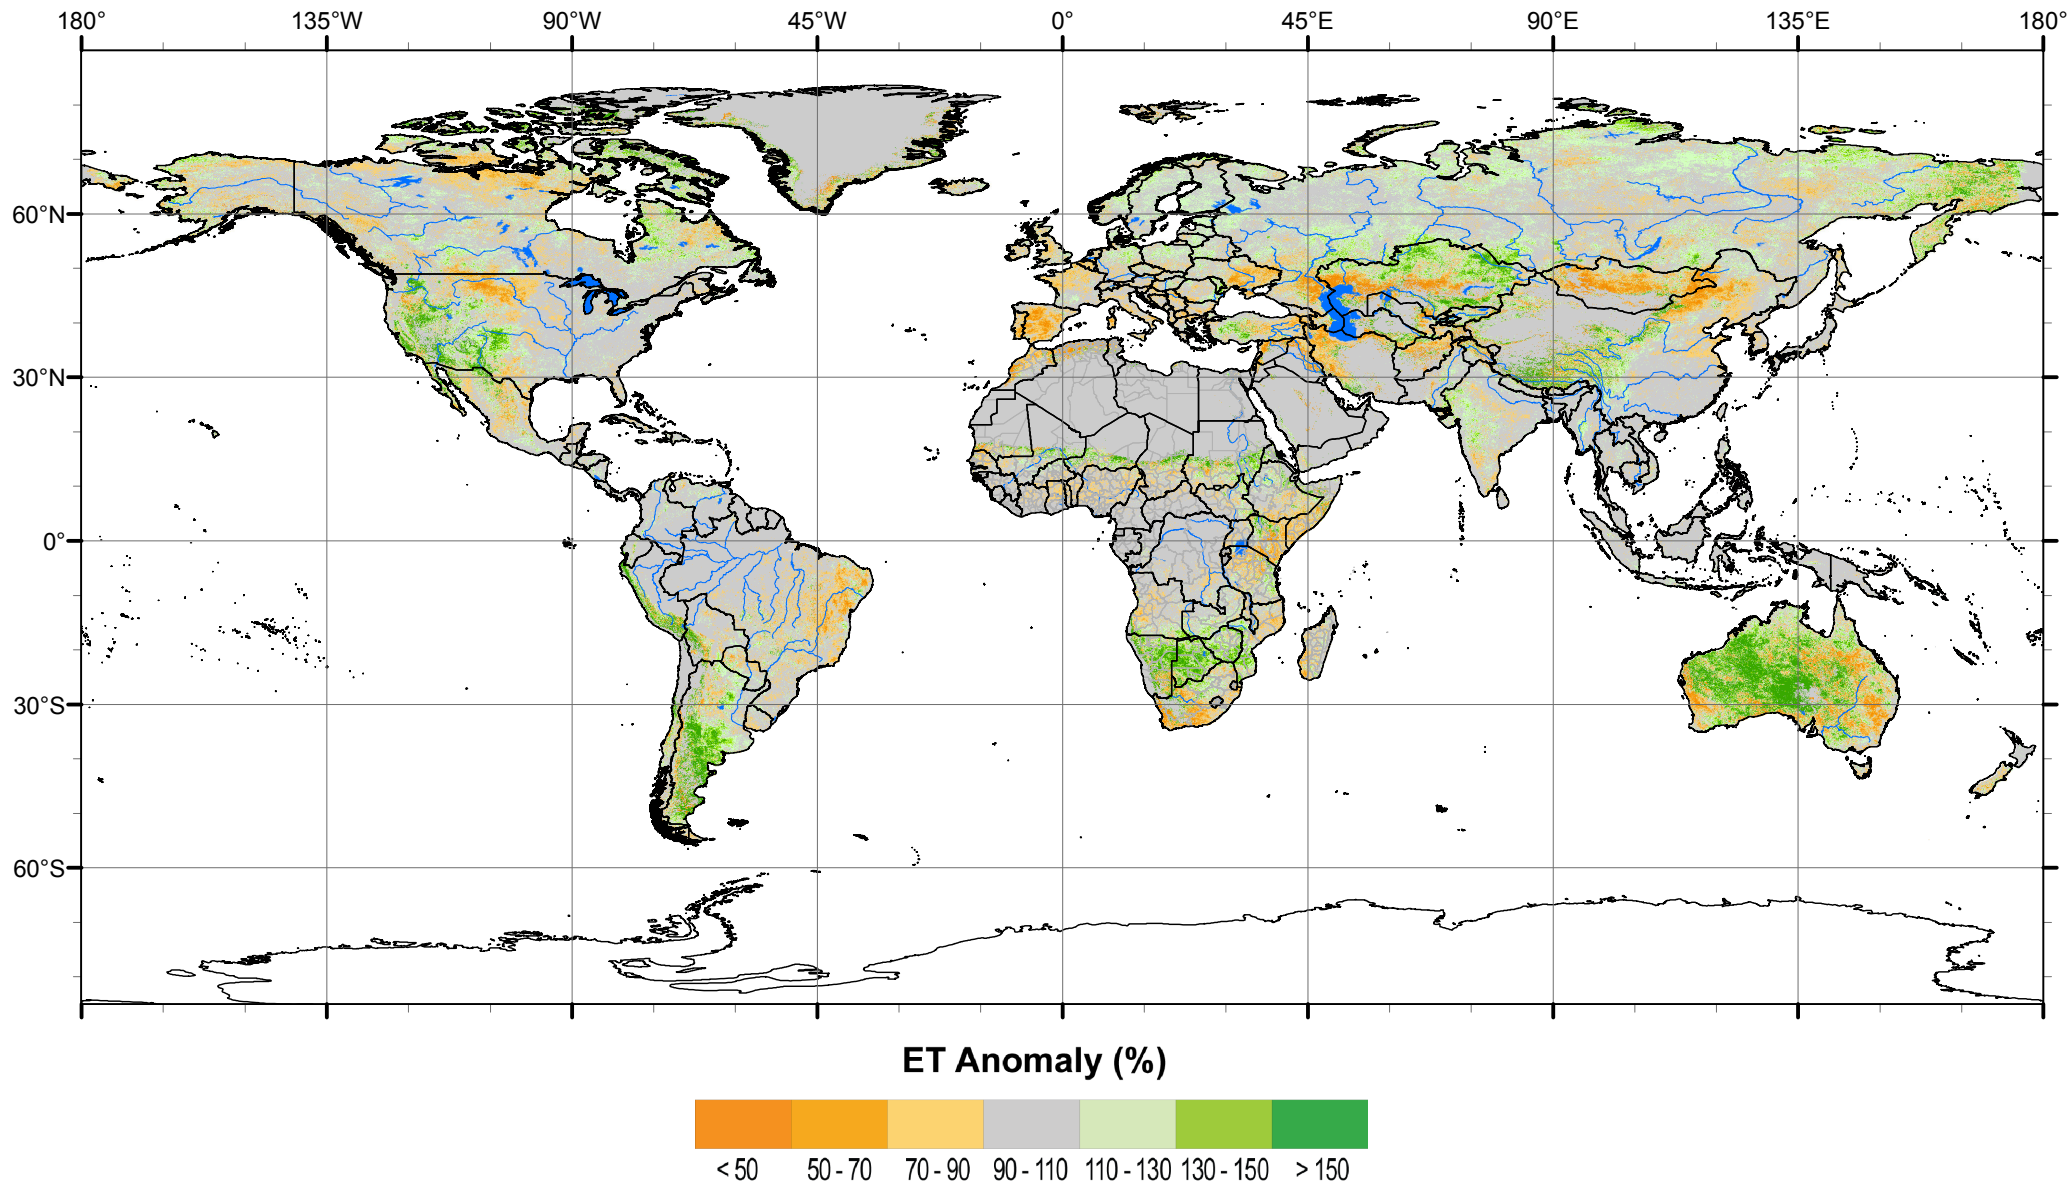 180° 135°W 90°W 45°W 0° 45°E 90°E 135°E 180°
60°N
30°N
0°
30°S
60°S
ET Anomaly (%)
< 50 50 - 70 70 - 90 90 - 110 110 - 130 130 - 150 > 150